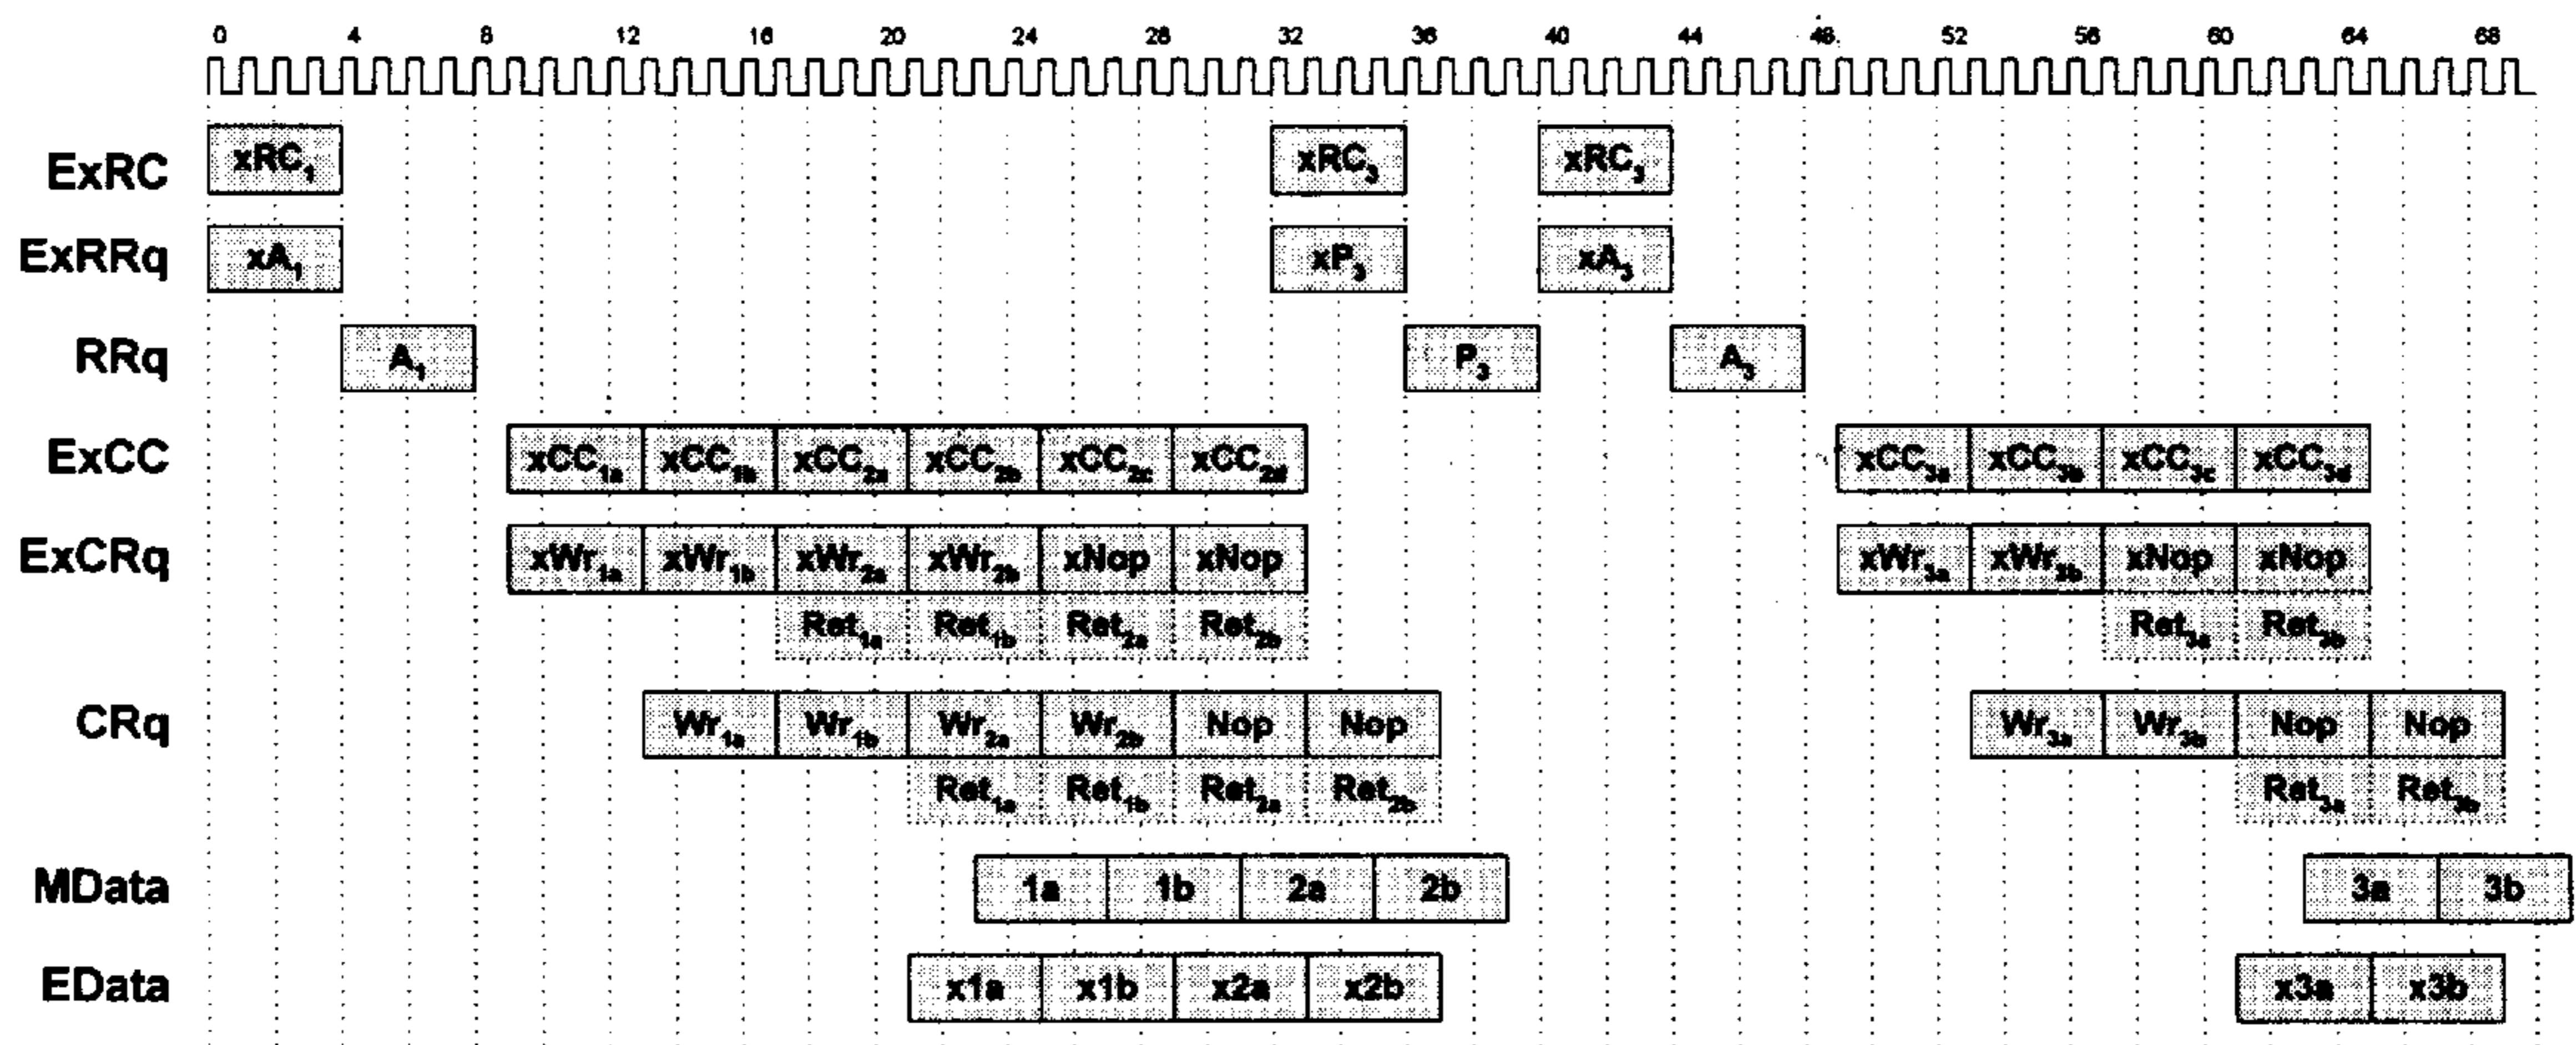 0 4 8 12 16 20 24 28 32 36 40 44 48. 52 56 60 64 68
ExRC xRC1 xRC3 xRC3
ExRRq xA1 xP3 xA3
RRq A1 P3 A3
ExCC xCC1a xCC1b xCC2a xCC2b xCC2c xCC2d xCC3a xCC3b xCC3c xCC3d
ExCRq xWr1a xWr1b xWr2a xWr2b xNop xNop xWr3a xWr3b xNop xNop
Ret1a Ret1b Ret2a Ret2b Ret3a Ret3b
CRq Wr1a Wr1b Wr2a Wr2b Nop Nop Wr3a Wr3b Nop Nop
Ret1a Ret1b Ret2a Ret2b Ret3a Ret3b
MData 1a 1b 2a 2b 3a 3b
EData x1a x1b x2a x2b x3a x3b